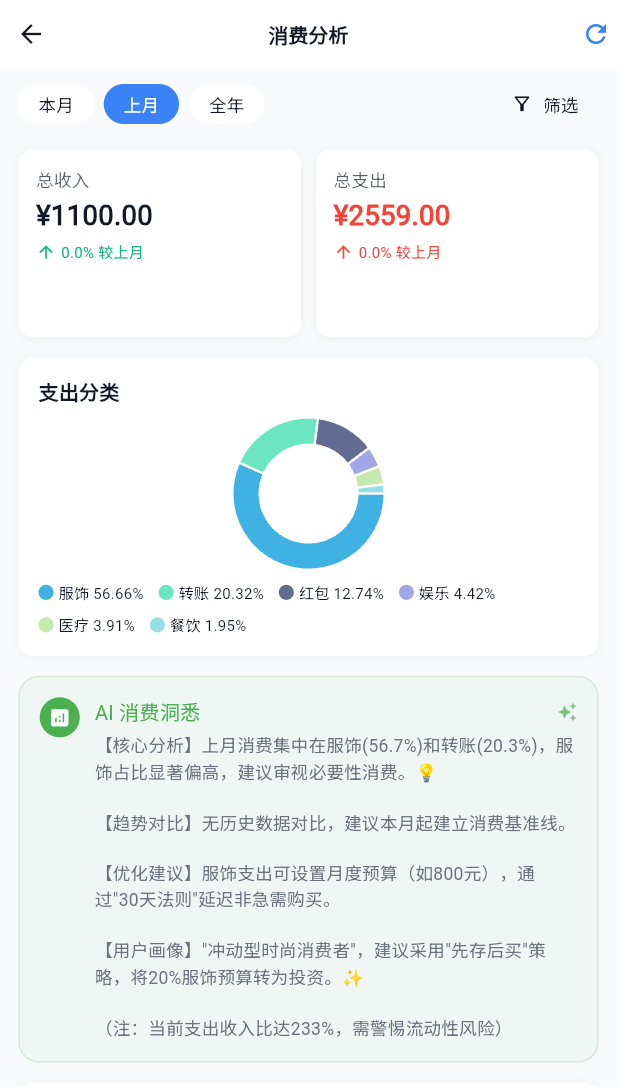 消费分析
本月 上月 全年 筛选
总收入 总支出
¥1100.00 ¥2559.00
0.0% 较上月 0.0% 较上月
支出分类
服饰 56.66% 转账 20.32% 红包 12.74% 娱乐 4.42%
医疗 3.91% 餐饮 1.95%
AI 消费洞悉
【核心分析】上月消费集中在服饰(56.7%)和转账(20.3%)，服
饰占比显著偏高，建议审视必要性消费。💡
【趋势对比】无历史数据对比，建议本月起建立消费基准线。
【优化建议】服饰支出可设置月度预算（如800元），通
过"30天法则"延迟非急需购买。
【用户画像】"冲动型时尚消费者"，建议采用"先存后买"策
略，将20%服饰预算转为投资。✨
（注：当前支出收入比达233%，需警惕流动性风险）